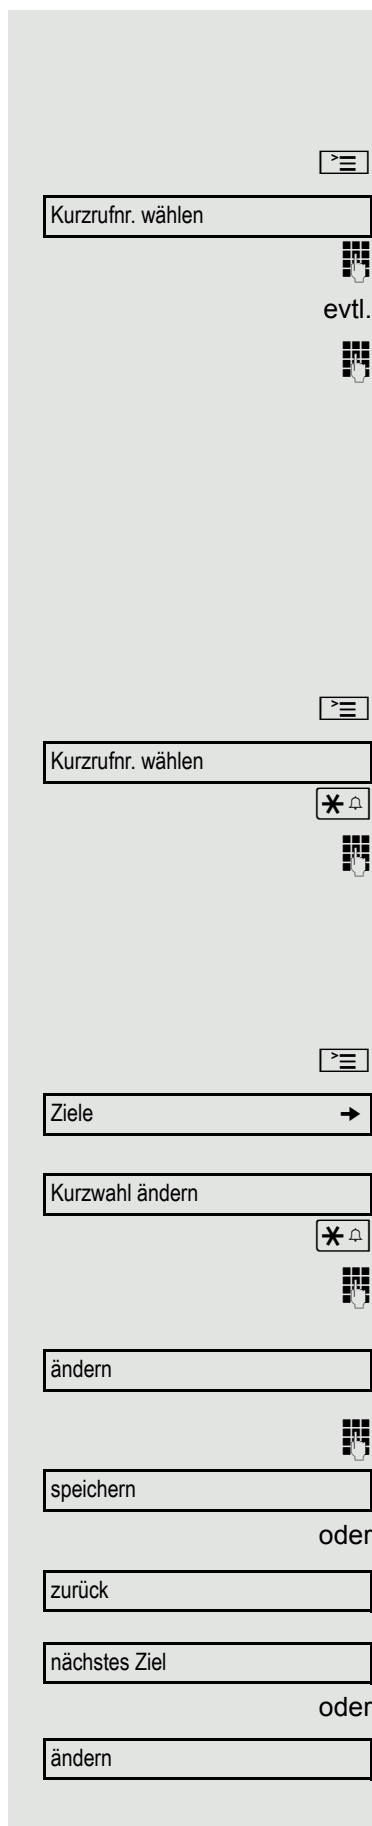 Kurzrufnr. wählen
evtl.
Kurzrufnr. wählen
Ziele
Kurzwahl ändern
ändern
speichern
oder
zurück
nächstes Ziel
oder
ändern